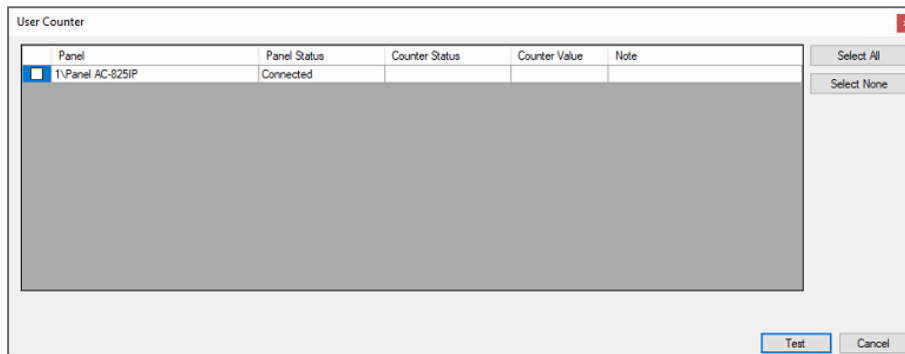 User Counter
Panel Panel Status Counter Status Counter Value Note
1\Panel AC-825IP Connected
Select All
Select None
Test Cancel